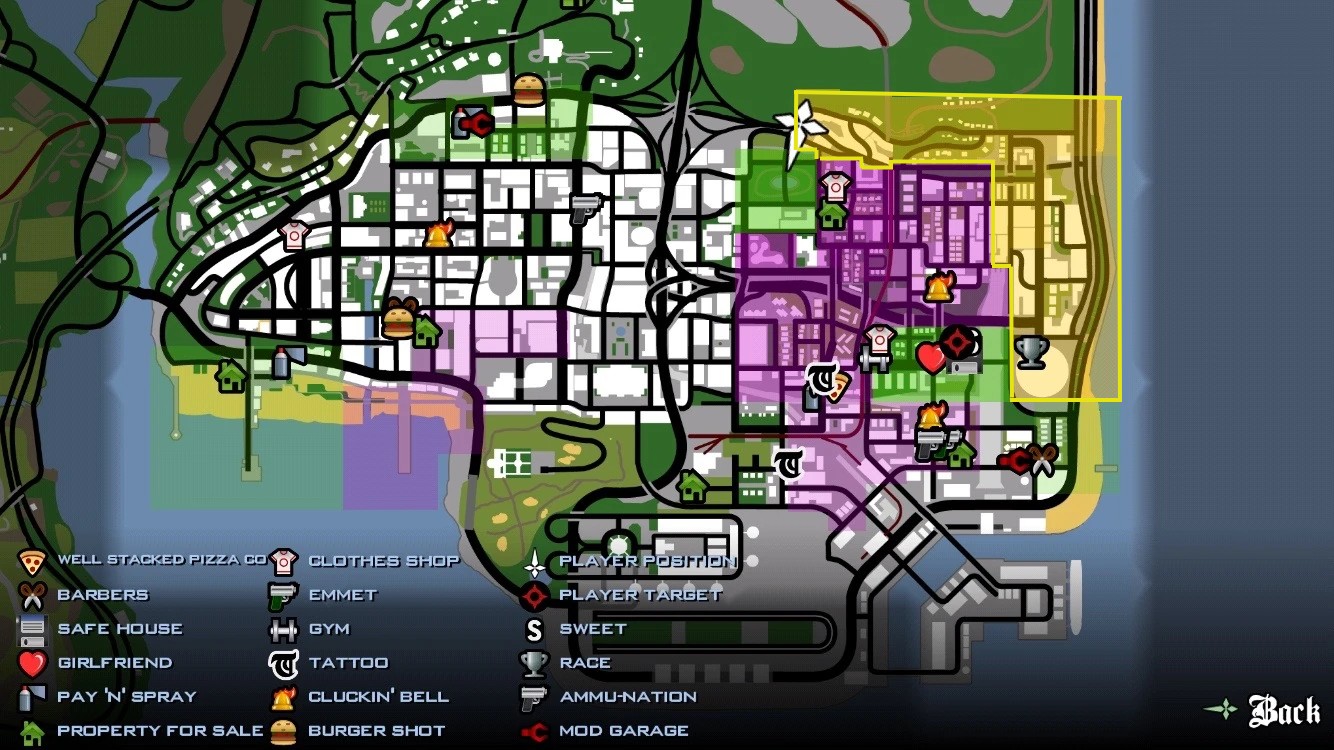 WELL STACKED PIZZA CO
BARBERS
SAFE HOUSE
GIRLFRIEND
PAY 'N' SPRAY
PROPERTY FOR SALE
CLOTHES SHOP
EMMET
GYM
TATTOO
CLUCKIN' BELL
BURGER SHOT
PLAYER POSITION
PLAYER TARGET
S SWEET
RACE
AMMU-NATION
MOD GARAGE
Back